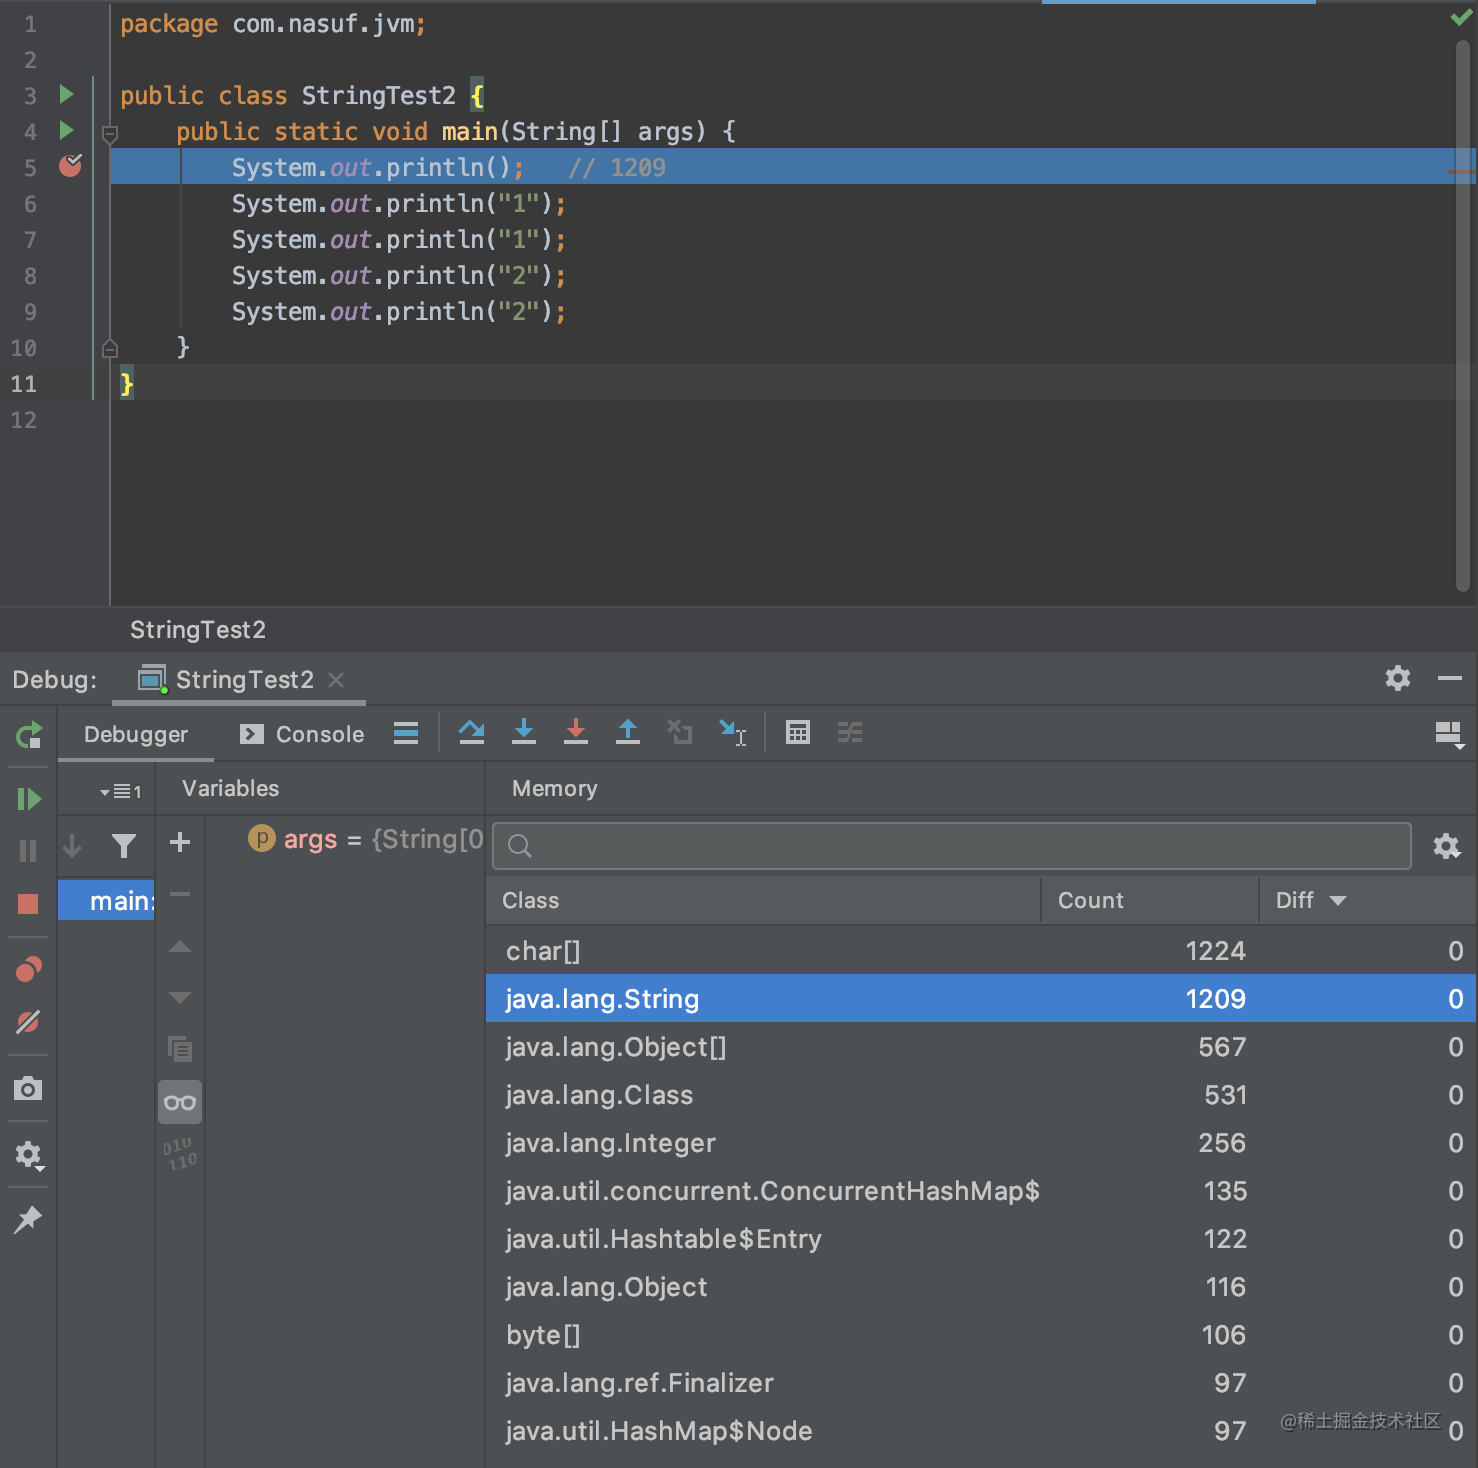 1 package com.nasuf.jvm;
2
3 public class StringTest2 {
4 public static void main(String[] args) {
5 System.out.println(); // 1209
6 System.out.println("1");
7 System.out.println("1");
8 System.out.println("2");
9 System.out.println("2");
10 }
11 }
12
StringTest2
Debug: StringTest2
Debugger Console
1 Variables Memory
p args = {String[0
main:
Class Count Diff
char[] 1224 0
java.lang.String 1209 0
java.lang.Object[] 567 0
java.lang.Class 531 0
java.lang.Integer 256 0
java.util.concurrent.ConcurrentHashMap$ 135 0
java.util.Hashtable$Entry 122 0
java.lang.Object 116 0
byte[] 106 0
java.lang.ref.Finalizer 97 0
java.util.HashMap$Node 97 0
010
110
@稀土掘金技术社区